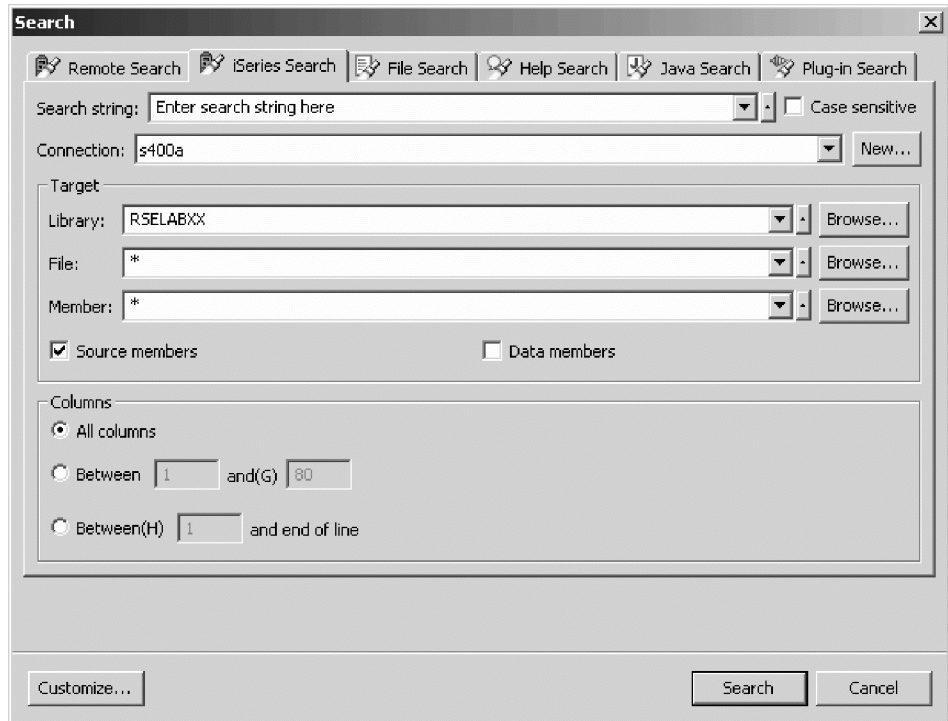 Search
Remote Search iSeries Search File Search Help Search Java Search Plug-in Search
Search string: Enter search string here Case sensitive
Connection: s400a New...
Target
Library: RSELABXX Browse...
File: * Browse...
Member: * Browse...
Source members Data members
Columns
All columns
Between 1 and(G) 80
Between(H) 1 and end of line
Customize... Search Cancel